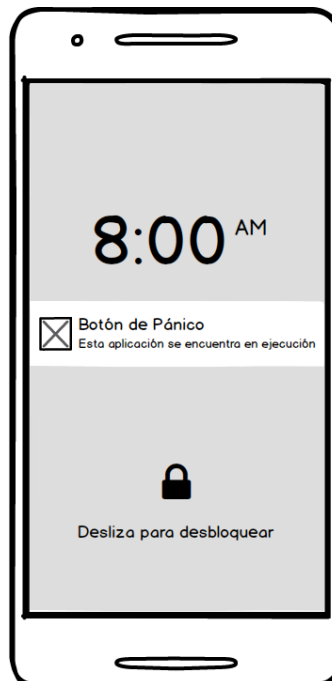 8:00 AM
Botón de Pánico
Esta aplicación se encuentra en ejecución
Desliza para desbloquear